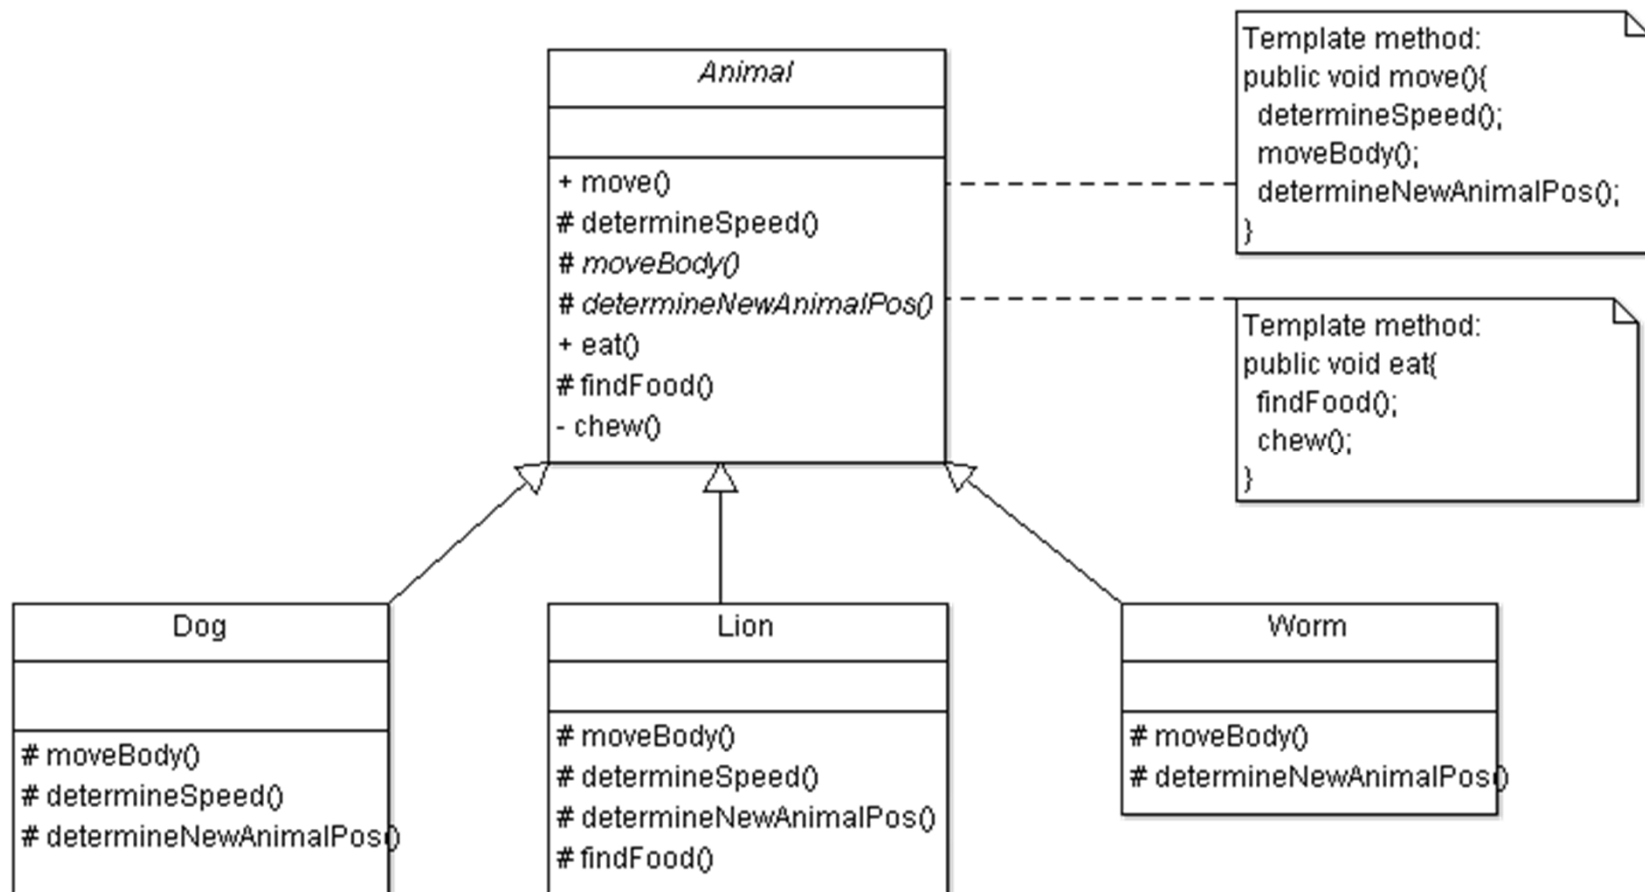 Animal
+ move()
# determineSpeed()
# moveBody()
# determineNewAnimalPos()
+ eat()
# findFood()
- chew()
Template method:
public void move(){
determineSpeed();
moveBody();
determineNewAnimalPos();
}
Template method:
public void eat{
findFood();
chew();
}
Dog
# moveBody()
# determineSpeed()
# determineNewAnimalPos()
Lion
# moveBody()
# determineSpeed()
# determineNewAnimalPos()
# findFood()
Worm
# moveBody()
# determineNewAnimalPos()